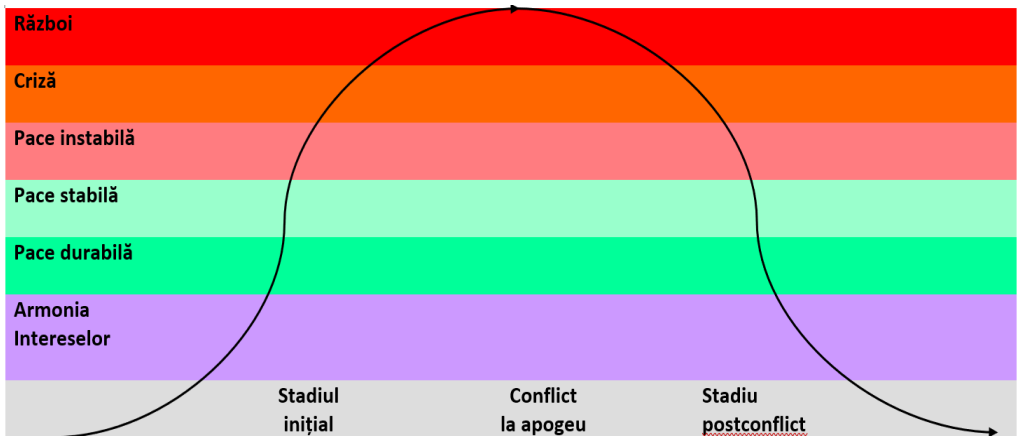 Război
Criză
Pace instabilă
Pace stabilă
Pace durabilă
Armonia
Intereselor
Stadiul
inițial
Conflict
la apogeu
Stadiu
postconflict